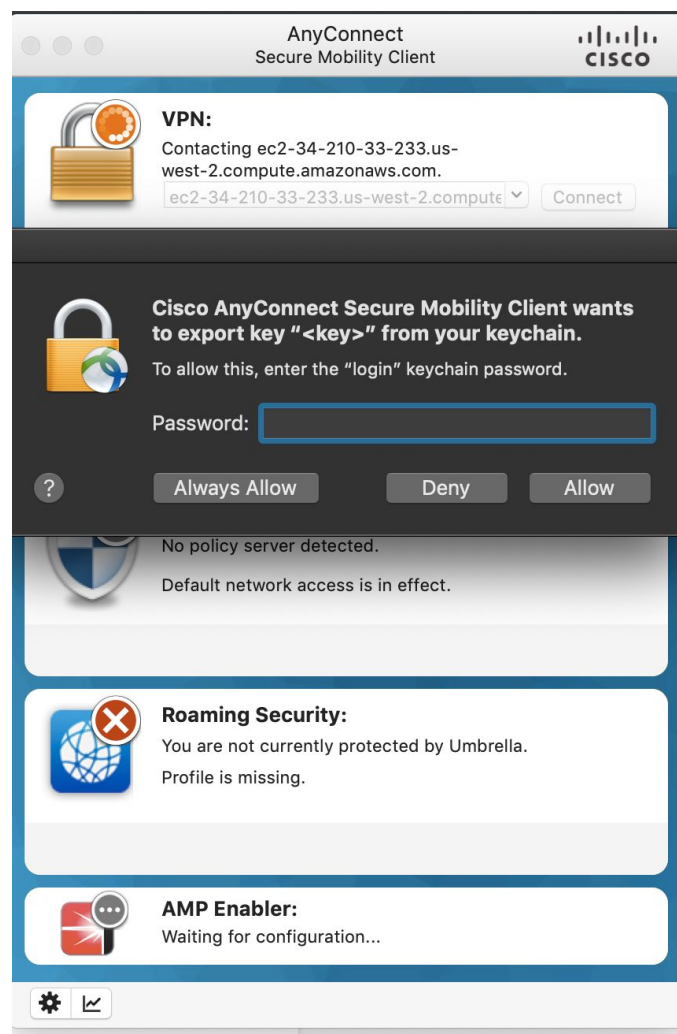 AnyConnect
Secure Mobility Client
CISCO
VPN:
Contacting ec2-34-210-33-233.us-
west-2.compute.amazonaws.com.
ec2-34-210-33-233.us-west-2.compute
Connect
Cisco AnyConnect Secure Mobility Client wants
to export key “<key>” from your keychain.
To allow this, enter the “login” keychain password.
Password:
? Always Allow Deny Allow
No policy server detected.
Default network access is in effect.
Roaming Security:
You are not currently protected by Umbrella.
Profile is missing.
AMP Enabler:
Waiting for configuration...